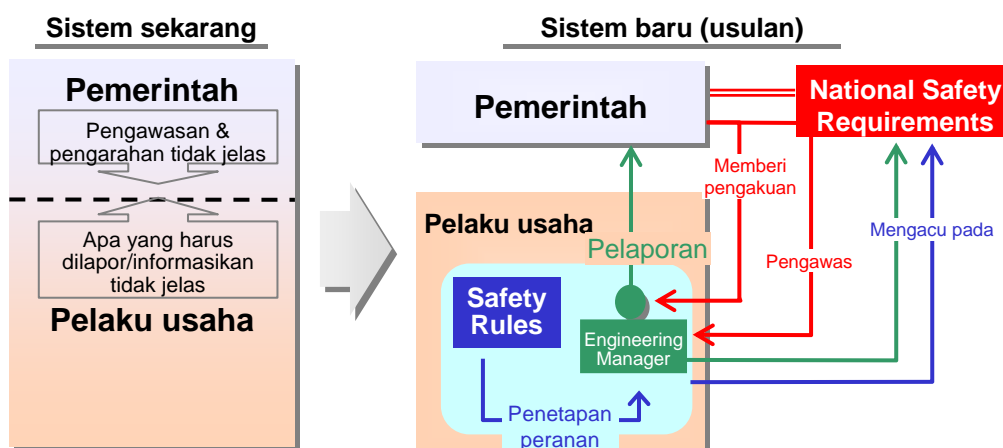 Sistem sekarang
Pemerintah
Pengawasan &
pengarahan tidak jelas
Apa yang harus
dilapor/informasikan
tidak jelas
Pelaku usaha
Sistem baru (usulan)
Pemerintah
National Safety
Requirements
Memberi
pengakuan
Pengawas
Mengacu pada
Pelaku usaha
Pelaporan
Safety
Rules
Engineering
Manager
Penetapan
peranan